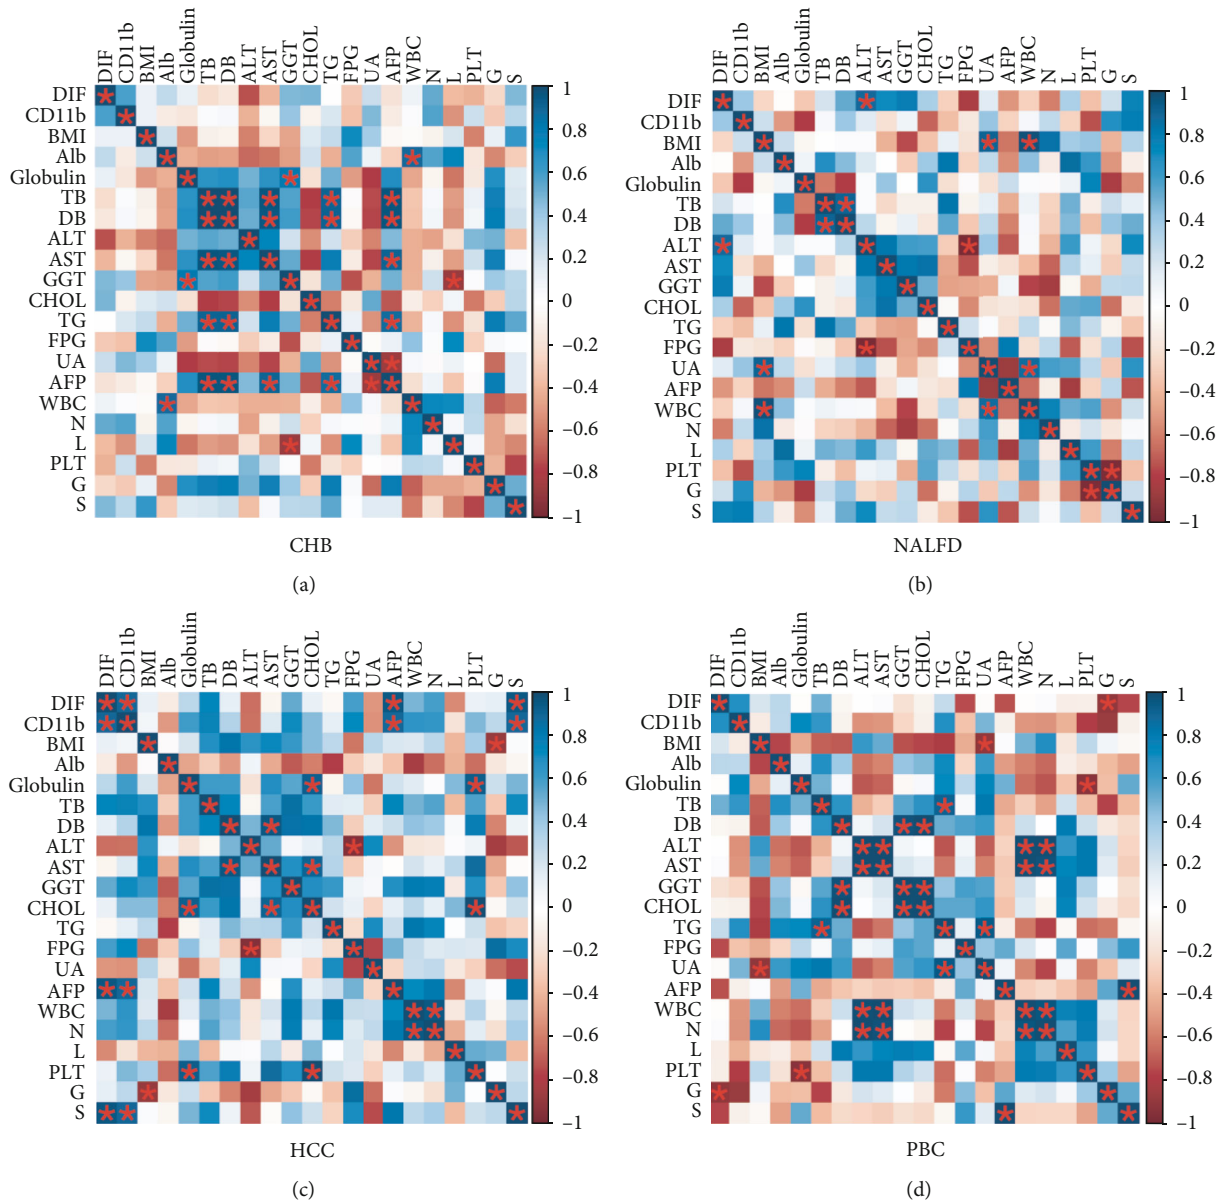 (a)
DIF CD11b BMI Alb Globulin TB DB ALT AST GGT CHOL TG FPG UA AFP WBC N L PLT G S
DIF
CD11b
BMI
Alb
Globulin
TB
DB
ALT
AST
GGT
CHOL
TG
FPG
UA
AFP
WBC
N
L
PLT
G
S
1
0.8
0.6
0.4
0.2
0
−0.2
−0.4
−0.6
−0.8
−1
CHB
(a)
DIF CD11b BMI Alb Globulin TB DB ALT AST GGT CHOL TG FPG UA AFP WBC N L PLT G S
DIF
CD11b
BMI
Alb
Globulin
TB
DB
ALT
AST
GGT
CHOL
TG
FPG
UA
AFP
WBC
N
L
PLT
G
S
1
0.8
0.6
0.4
0.2
0
−0.2
−0.4
−0.6
−0.8
−1
NALFD
(b)
DIF CD11b BMI Alb Globulin TB DB ALT AST GGT CHOL TG FPG UA AFP WBC N L PLT G S
DIF
CD11b
BMI
Alb
Globulin
TB
DB
ALT
AST
GGT
CHOL
TG
FPG
UA
AFP
WBC
N
L
PLT
G
S
1
0.8
0.6
0.4
0.2
0
−0.2
−0.4
−0.6
−0.8
−1
HCC
(c)
DIF CD11b BMI Alb Globulin TB DB ALT AST GGT CHOL TG FPG UA AFP WBC N L PLT G S
DIF
CD11b
BMI
Alb
Globulin
TB
DB
ALT
AST
GGT
CHOL
TG
FPG
UA
AFP
WBC
N
L
PLT
G
S
1
0.8
0.6
0.4
0.2
0
−0.2
−0.4
−0.6
−0.8
−1
PBC
(d)